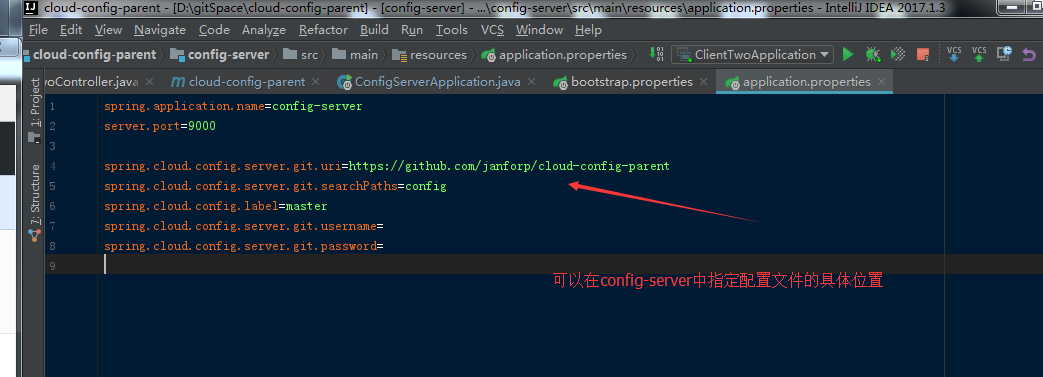 cloud-config-parent - [D:\gitSpace\cloud-config-parent] - [config-server] - ...\config-server\src\main\resources\application.properties - IntelliJ IDEA 2017.1.3
File Edit View Navigate Code Analyze Refactor Build Run Tools VCS Window Help
cloud-config-parent config-server src main resources application.properties ClientTwoApplication VCS VCS
woController.java cloud-config-parent ConfigServerApplication.java bootstrap.properties application.properties
1: Project
7: Structure
1 spring.application.name=config-server
2 server.port=9000
3
4 spring.cloud.config.server.git.uri=https://github.com/janforp/cloud-config-parent
5 spring.cloud.config.server.git.searchPaths=config
6 spring.cloud.config.label=master
7 spring.cloud.config.server.git.username=
8 spring.cloud.config.server.git.password=
9
可以在config-server中指定配置文件的具体位置